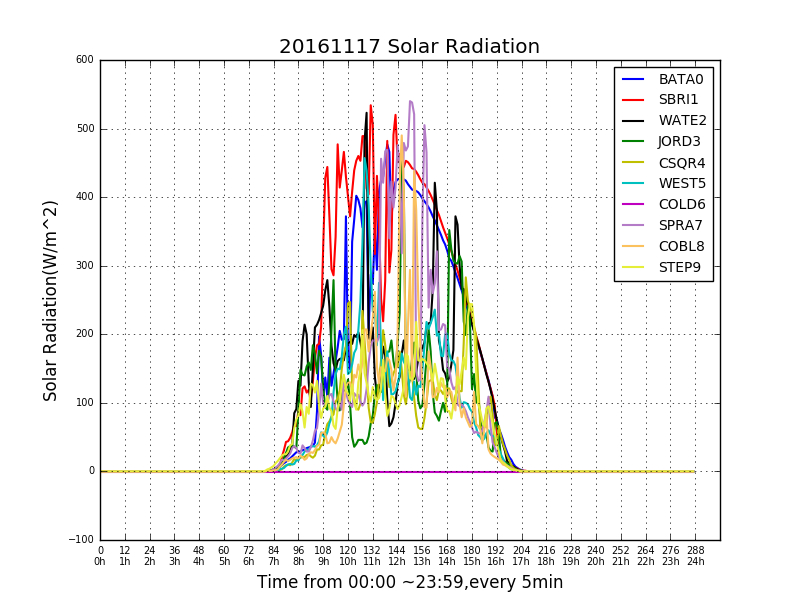 20161117 Solar Radiation
600
500
400
300
200
100
0
−100
Solar Radiation(W/m^2)
BATA0
SBRI1
WATE2
JORD3
CSQR4
WEST5
COLD6
SPRA7
COBL8
STEP9
0 12 24 36 48 60 72 84 96 108 120 132 144 156 168 180 192 204 216 228 240 252 264 276 288
0h 1h 2h 3h 4h 5h 6h 7h 8h 9h 10h 11h 12h 13h 14h 15h 16h 17h 18h 19h 20h 21h 22h 23h 24h
Time from 00:00 ~23:59,every 5min